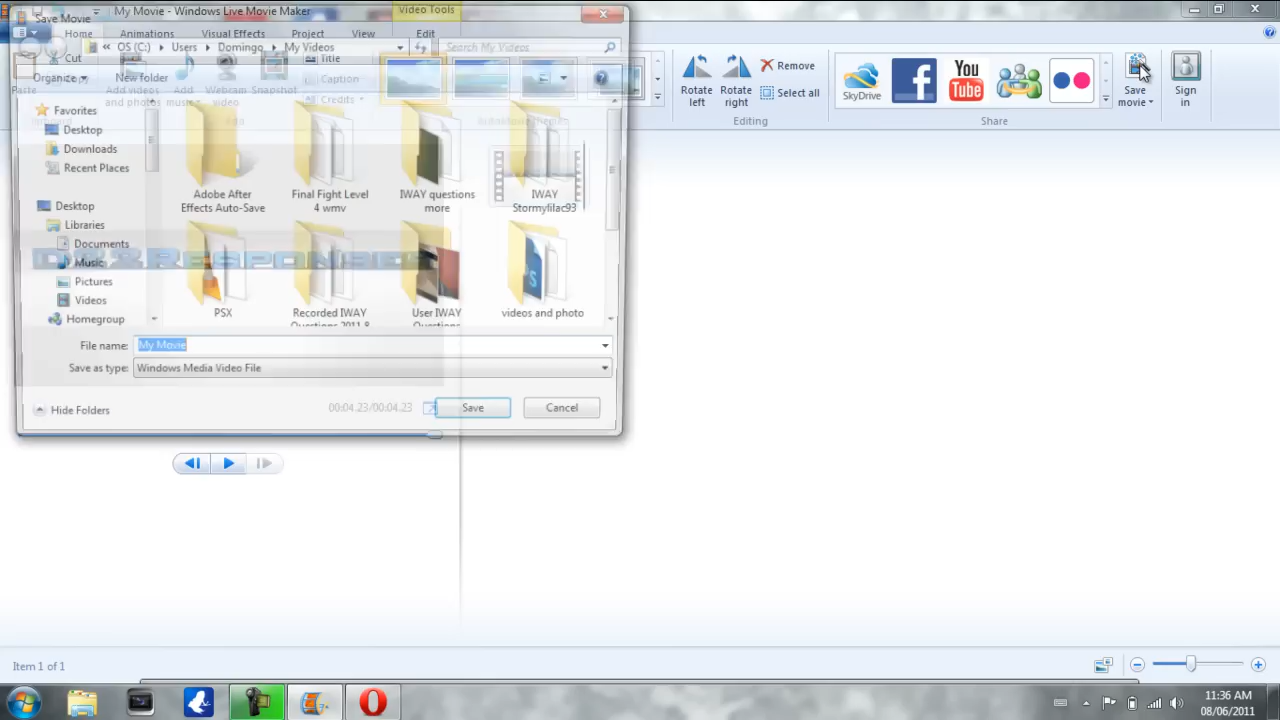 Save Movie
My Movie - Windows Live Movie Maker
Video Tools
Home Animations Visual Effects Project View Edit
OS (C:) Users Domingo My Videos
Search My Videos
Cut
Paste
Organize
New folder
Add videos and photos
Add music
Webcam video
Snapshot
Title
Caption
Credits
Add
Rotate left
Rotate right
Remove
Select all
Editing
SkyDrive
You Tube
Share
Save movie
Sign in
Favorites
Desktop
Downloads
Recent Places
Desktop
Libraries
Documents
Music
Pictures
Videos
Homegroup
Adobe After Effects Auto-Save
Final Fight Level 4 wmv
IWAY questions more
IWAY Stormylilac93
PSX
Recorded IWAY Questions 2011 8
User IWAY Questions
videos and photo
File name: My Movie
Save as type: Windows Media Video File
Hide Folders
00:04.23/00:04.23
Save
Cancel
Item 1 of 1
11:36 AM
08/06/2011